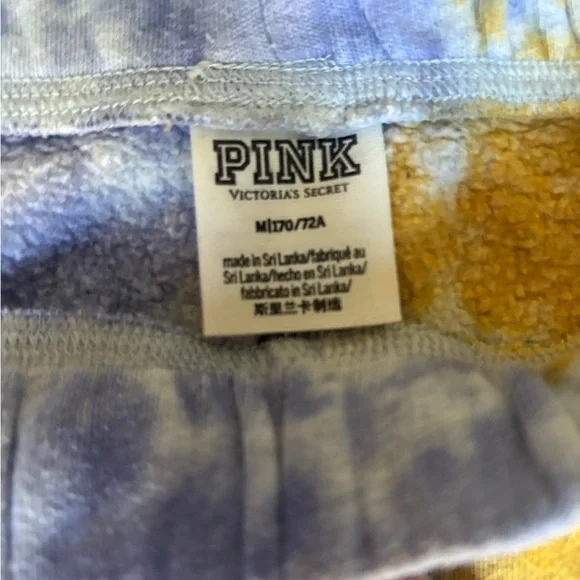 PINK
VICTORIA'S SECRET
M|170/72A
made in Sri Lanka/fabriqué au
Sri Lanka/hecho en Sri Lanka/
fabbricato in Sri Lanka/
斯里兰卡制造